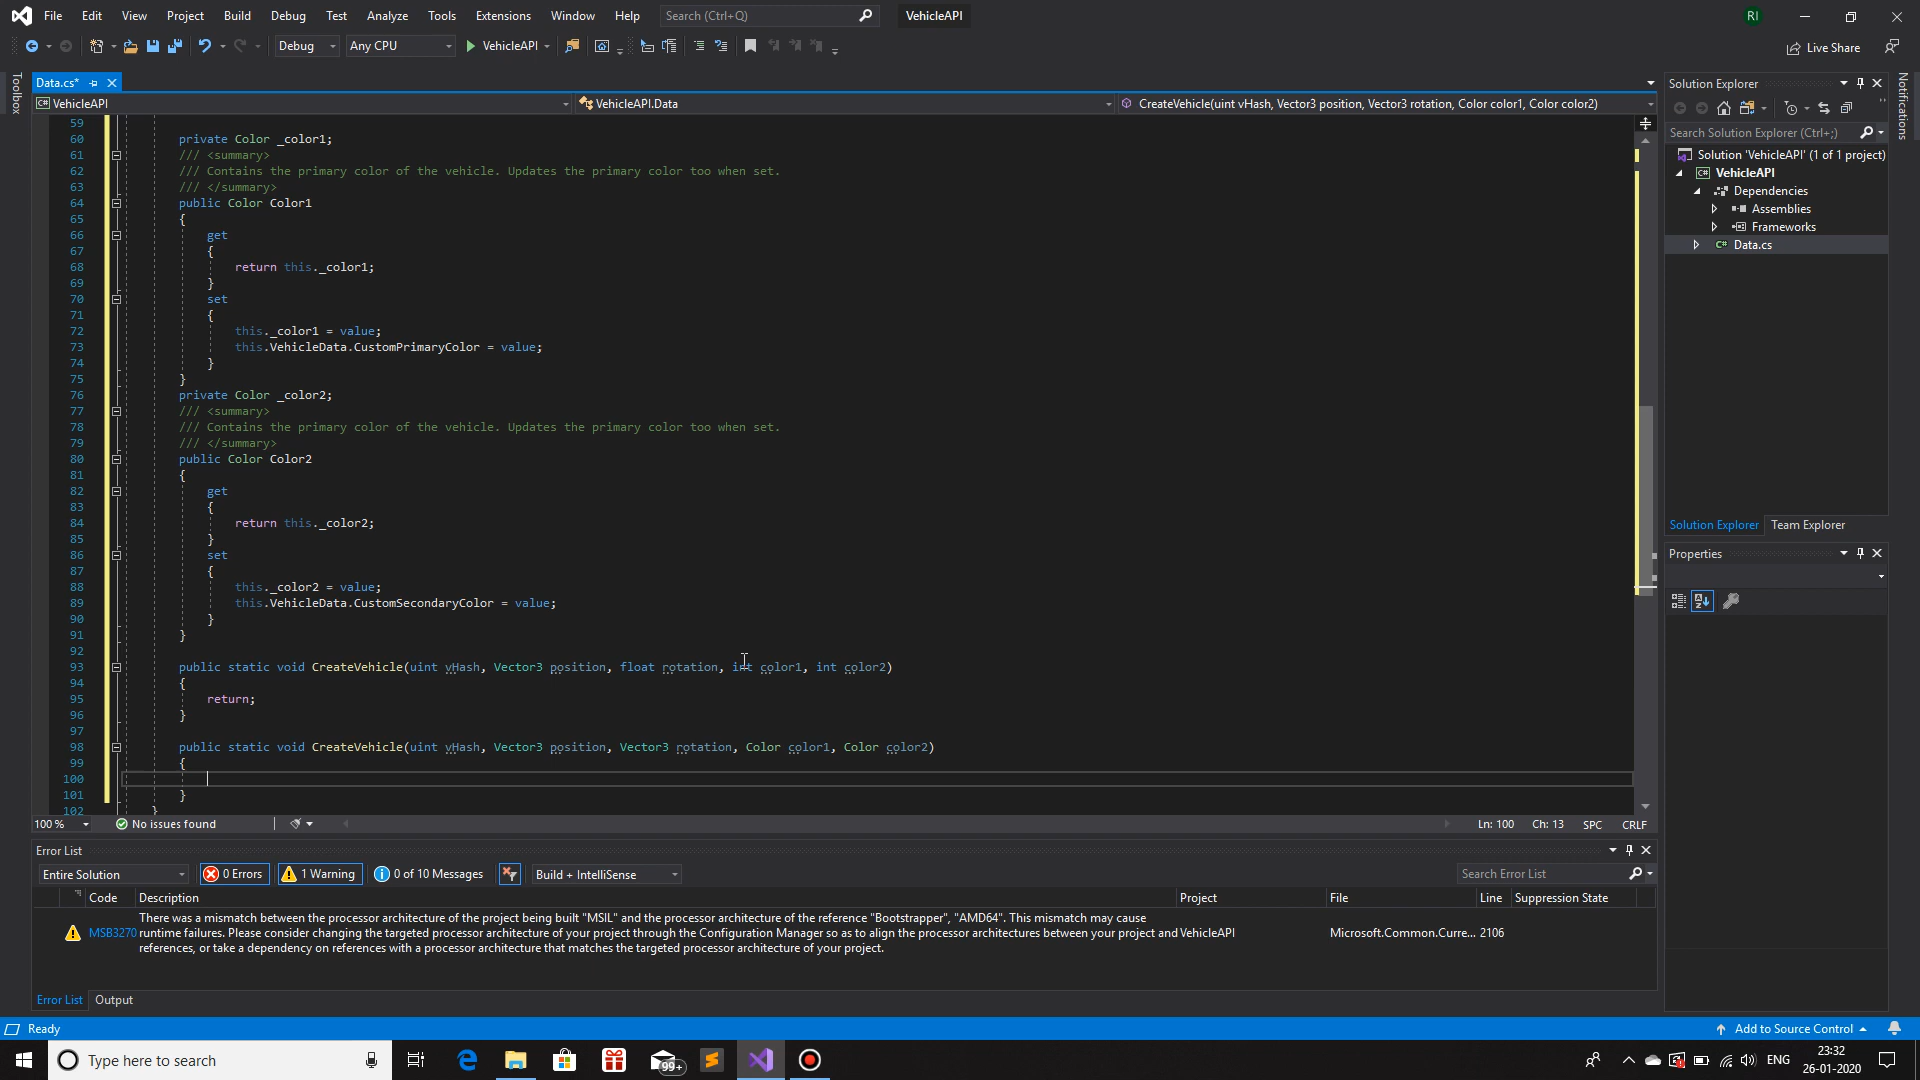 File Edit View Project Build Debug Test Analyze Tools Extensions Window Help Search (Ctrl+Q) VehicleAPI RI
Debug Any CPU VehicleAPI Live Share
Toolbox
Data.cs*
VehicleAPI VehicleAPI.Data CreateVehicle(uint vHash, Vector3 position, Vector3 rotation, Color color1, Color color2)
59
60 private Color _color1;
61 /// <summary>
62 /// Contains the primary color of the vehicle. Updates the primary color too when set.
63 /// </summary>
64 public Color Color1
65 {
66 get
67 {
68 return this._color1;
69 }
70 set
71 {
72 this._color1 = value;
73 this.VehicleData.CustomPrimaryColor = value;
74 }
75 }
76 private Color _color2;
77 /// <summary>
78 /// Contains the primary color of the vehicle. Updates the primary color too when set.
79 /// </summary>
80 public Color Color2
81 {
82 get
83 {
84 return this._color2;
85 }
86 set
87 {
88 this._color2 = value;
89 this.VehicleData.CustomSecondaryColor = value;
90 }
91 }
92
93 public static void CreateVehicle(uint vHash, Vector3 position, float rotation, int color1, int color2)
94 {
95 return;
96 }
97
98 public static void CreateVehicle(uint vHash, Vector3 position, Vector3 rotation, Color color1, Color color2)
99 {
100
101 }
102 }
100 % No issues found Ln: 100 Ch: 13 SPC CRLF
Error List
Entire Solution 0 Errors 1 Warning 0 of 10 Messages Build + IntelliSense Search Error List
Code Description Project File Line Suppression State
There was a mismatch between the processor architecture of the project being built "MSIL" and the processor architecture of the reference "Bootstrapper", "AMD64". This mismatch may cause
MSB3270 runtime failures. Please consider changing the targeted processor architecture of your project through the Configuration Manager so as to align the processor architectures between your project and VehicleAPI Microsoft.Common.Curre... 2106
references, or take a dependency on references with a processor architecture that matches the targeted processor architecture of your project.
Error List Output
Solution Explorer
Search Solution Explorer (Ctrl+;)
Solution 'VehicleAPI' (1 of 1 project)
C# VehicleAPI
Dependencies
Assemblies
Frameworks
C# Data.cs
Solution Explorer Team Explorer
Properties
Notifications
Ready Add to Source Control
Type here to search 99+ ENG 23:32
26-01-2020